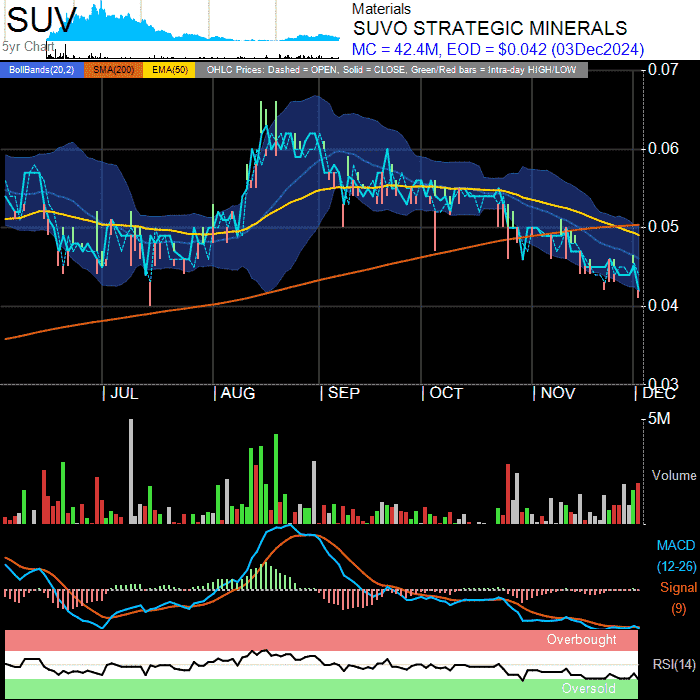 SUV
5yr Chart
Materials
SUVO STRATEGIC MINERALS
MC = 42.4M, EOD = $0.042 (03Dec2024)
BollBands(20,2) SMA(200) EMA(50) OHLC Prices: Dashed = OPEN, Solid = CLOSE, Green/Red bars = Intra-day HIGH/LOW
0.07
0.06
0.05
0.04
0.03
JUL AUG SEP OCT NOV DEC
5M
Volume
MACD
(12-26)
Signal
(9)
Overbought
RSI(14)
Oversold